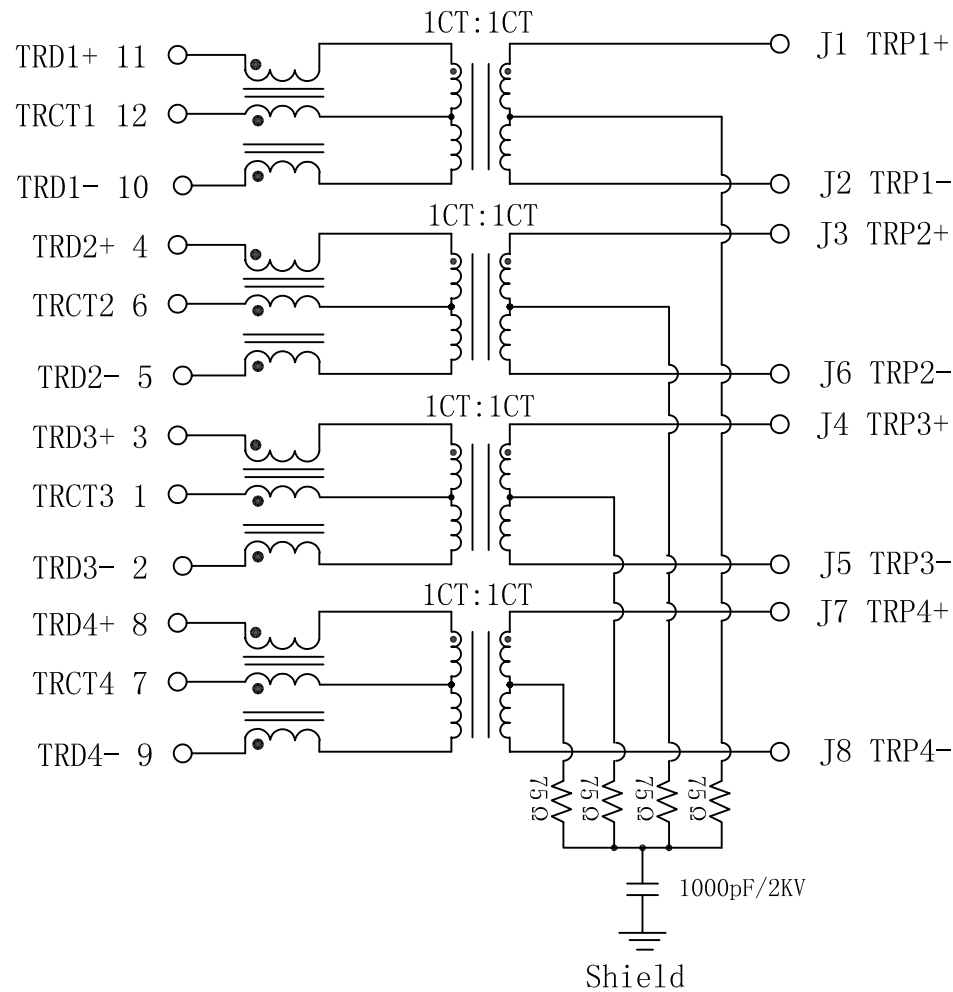 1CT:1CT
TRD1+ 11
J1 TRP1+
TRCT1 12
TRD1- 10
J2 TRP1-
1CT:1CT
TRD2+ 4
J3 TRP2+
TRCT2 6
TRD2- 5
J6 TRP2-
1CT:1CT
TRD3+ 3
J4 TRP3+
TRCT3 1
TRD3- 2
J5 TRP3-
1CT:1CT
TRD4+ 8
J7 TRP4+
TRCT4 7
TRD4- 9
J8 TRP4-
75Ω
75Ω
75Ω
75Ω
1000pF/2KV
Shield